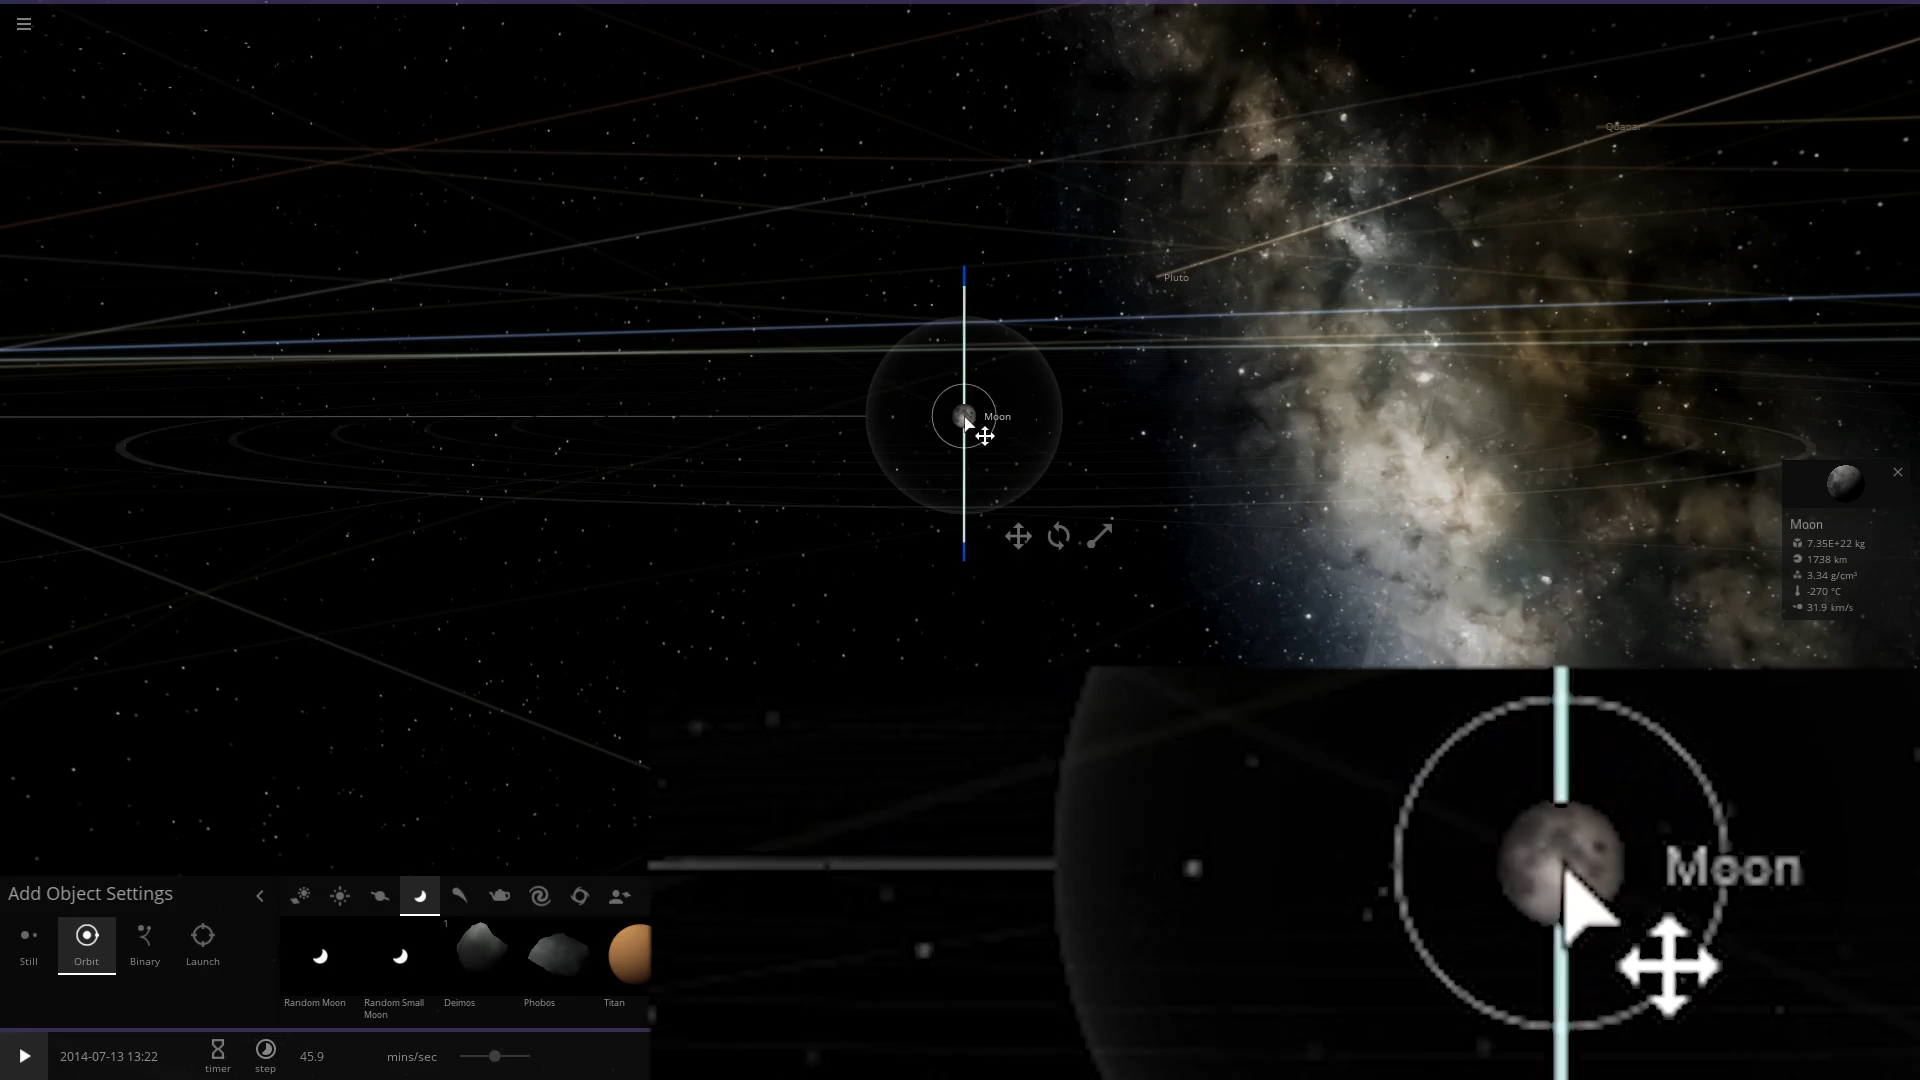 Quaoar
Pluto
Moon
Moon
7.35E+22 kg
1738 km
3.34 g/cm³
-270 °C
31.9 km/s
Moon
Add Object Settings
Still
Orbit
Binary
Launch
1
Random Moon
Random Small
Moon
Deimos
Phobos
Titan
2014-07-13 13:22
timer
step
45.9
mins/sec